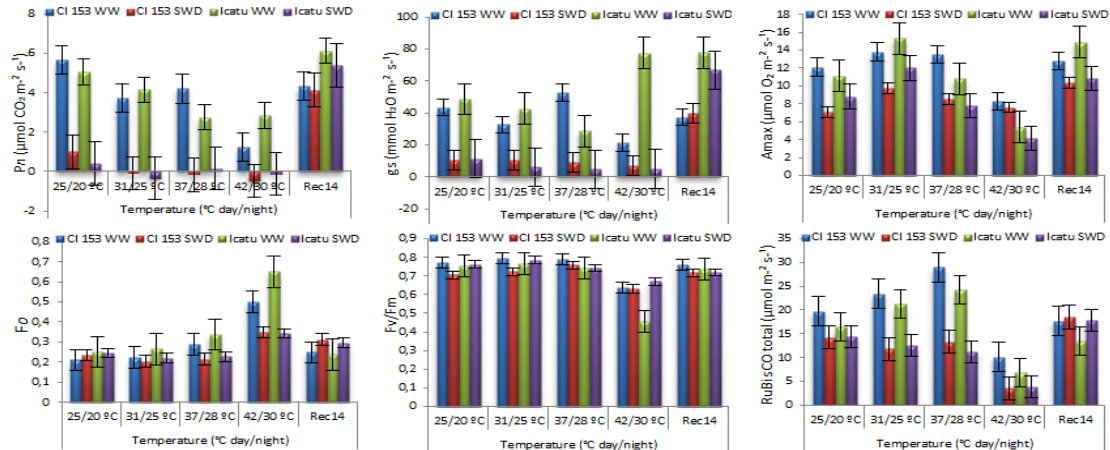 CI 153 WW CI 153 SWD Icatu WW Icatu SWD
Pn (µmol CO₂ m⁻² s⁻¹)
6
4
2
0
-2
25/20 ºC 31/25 ºC 37/28 ºC 42/30 ºC Rec14
Temperature (°C day/night)
CI 153 WW CI 153 SWD Icatu WW Icatu SWD
gs (mmol H₂O m⁻² s⁻¹)
100
80
60
40
20
0
-20
25/20 ºC 31/25 ºC 37/28 ºC 42/30 ºC Rec14
Temperature (°C day/night)
CI 153 WW CI 153 SWD Icatu WW Icatu SWD
Amax (µmol O₂ m⁻² s⁻¹)
18
16
14
12
10
8
6
4
2
0
25/20 ºC 31/25 ºC 37/28 ºC 42/30 ºC Rec14
Temperature (°C day/night)
CI 153 WW CI 153 SWD Icatu WW Icatu SWD
Fo
0,8
0,7
0,6
0,5
0,4
0,3
0,2
0,1
0
25/20 ºC 31/25 ºC 37/28 ºC 42/30 ºC Rec14
Temperature (°C day/night)
CI 153 WW CI 153 SWD Icatu WW Icatu SWD
Fv/Fm
0,9
0,8
0,7
0,6
0,5
0,4
0,3
0,2
0,1
0
25/20 ºC 31/25 ºC 37/28 ºC 42/30 ºC Rec14
Temperature (°C day/night)
CI 153 WW CI 153 SWD Icatu WW Icatu SWD
RuBisCO total (µmol m⁻² s⁻¹)
35
30
25
20
15
10
5
0
25/20 ºC 31/25 ºC 37/28 ºC 42/30 ºC Rec14
Temperature (°C day/night)